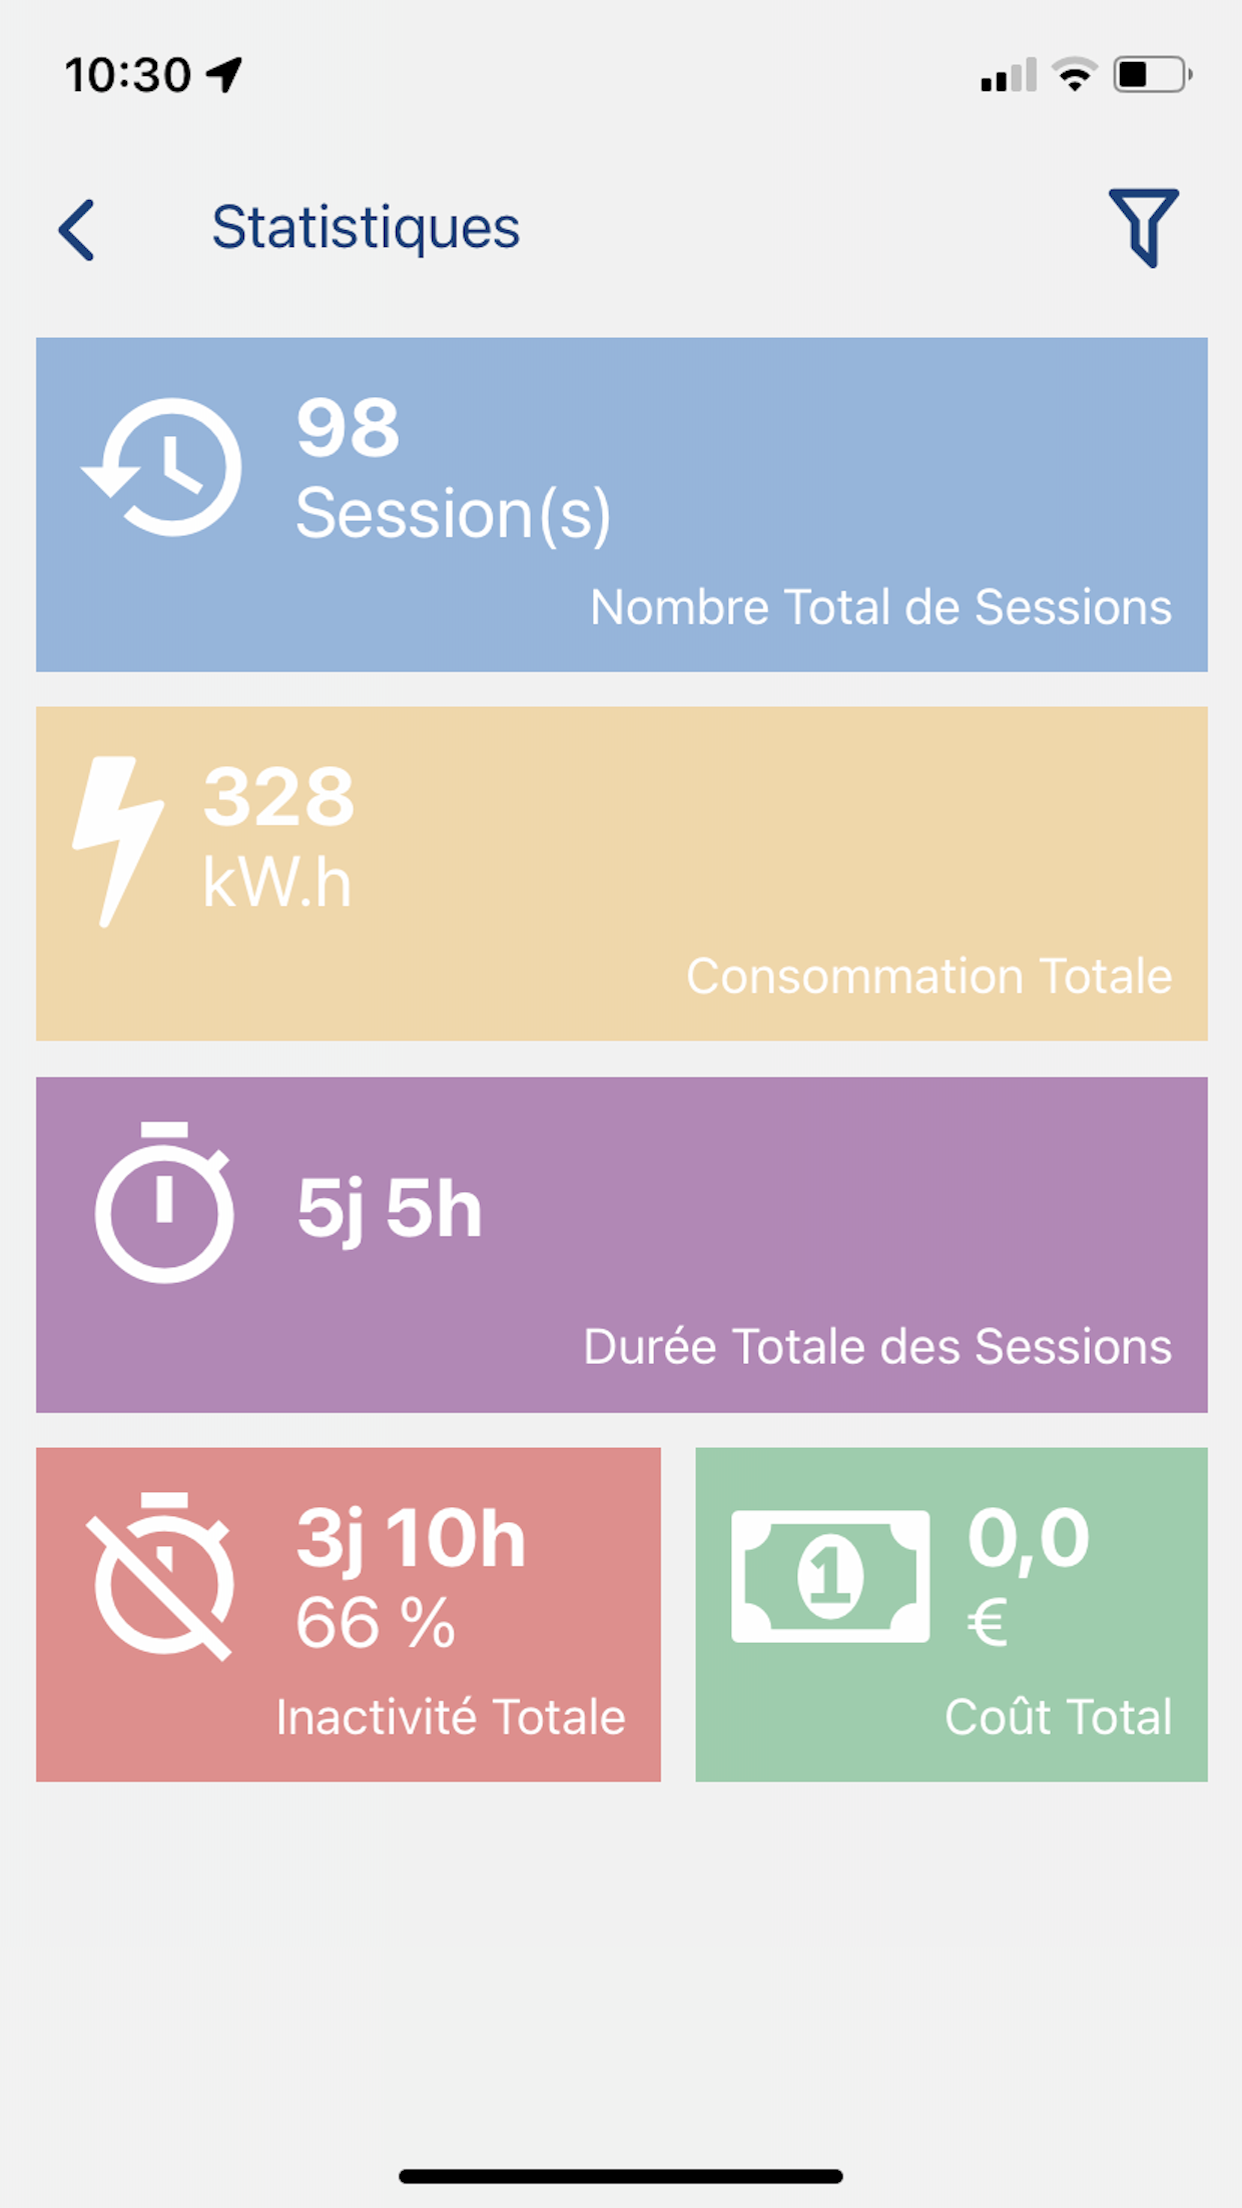 10:30
Statistiques
98
Session(s)
Nombre Total de Sessions
328
kW.h
Consommation Totale
5j 5h
Durée Totale des Sessions
3j 10h
66 %
Inactivité Totale
1
0,0
€
Coût Total